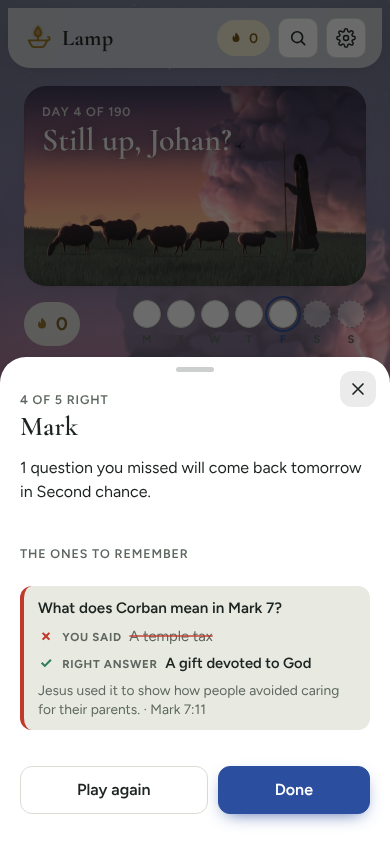 Lamp
0
DAY 4 OF 190
Still up, Johan?
0
M T W T F S S
4 OF 5 RIGHT
Mark
1 question you missed will come back tomorrow
in Second chance.
THE ONES TO REMEMBER
What does Corban mean in Mark 7?
YOU SAID A temple tax
RIGHT ANSWER A gift devoted to God
Jesus used it to show how people avoided caring
for their parents. · Mark 7:11
Play again
Done